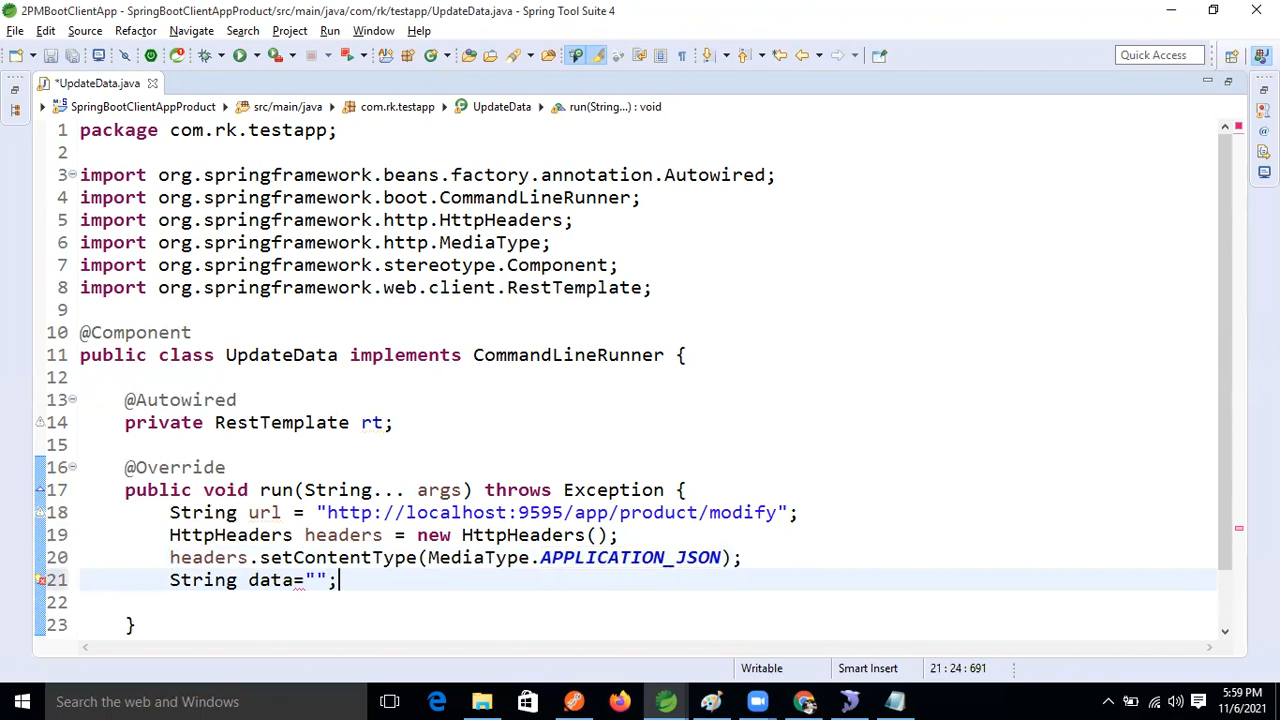 2PMBootClientApp - SpringBootClientAppProduct/src/main/java/com/rk/testapp/UpdateData.java - Spring Tool Suite 4
File Edit Source Refactor Navigate Search Project Run Window Help
Quick Access
*UpdateData.java
SpringBootClientAppProduct src/main/java com.rk.testapp UpdateData run(String...) : void
1 package com.rk.testapp;
2
3 import org.springframework.beans.factory.annotation.Autowired;
4 import org.springframework.boot.CommandLineRunner;
5 import org.springframework.http.HttpHeaders;
6 import org.springframework.http.MediaType;
7 import org.springframework.stereotype.Component;
8 import org.springframework.web.client.RestTemplate;
9
10 @Component
11 public class UpdateData implements CommandLineRunner {
12
13 @Autowired
14 private RestTemplate rt;
15
16 @Override
17 public void run(String... args) throws Exception {
18 String url = "http://localhost:9595/app/product/modify";
19 HttpHeaders headers = new HttpHeaders();
20 headers.setContentType(MediaType.APPLICATION_JSON);
21 String data="";
22
23 }
Writable Smart Insert 21 : 24 : 691
Search the web and Windows
5:59 PM
11/6/2021